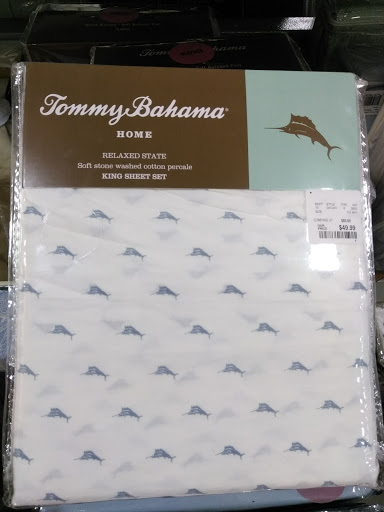 Tommy Bahama®
HOME
RELAXED STATE
Soft stone washed cotton percale
KING SHEET SET
$49.99